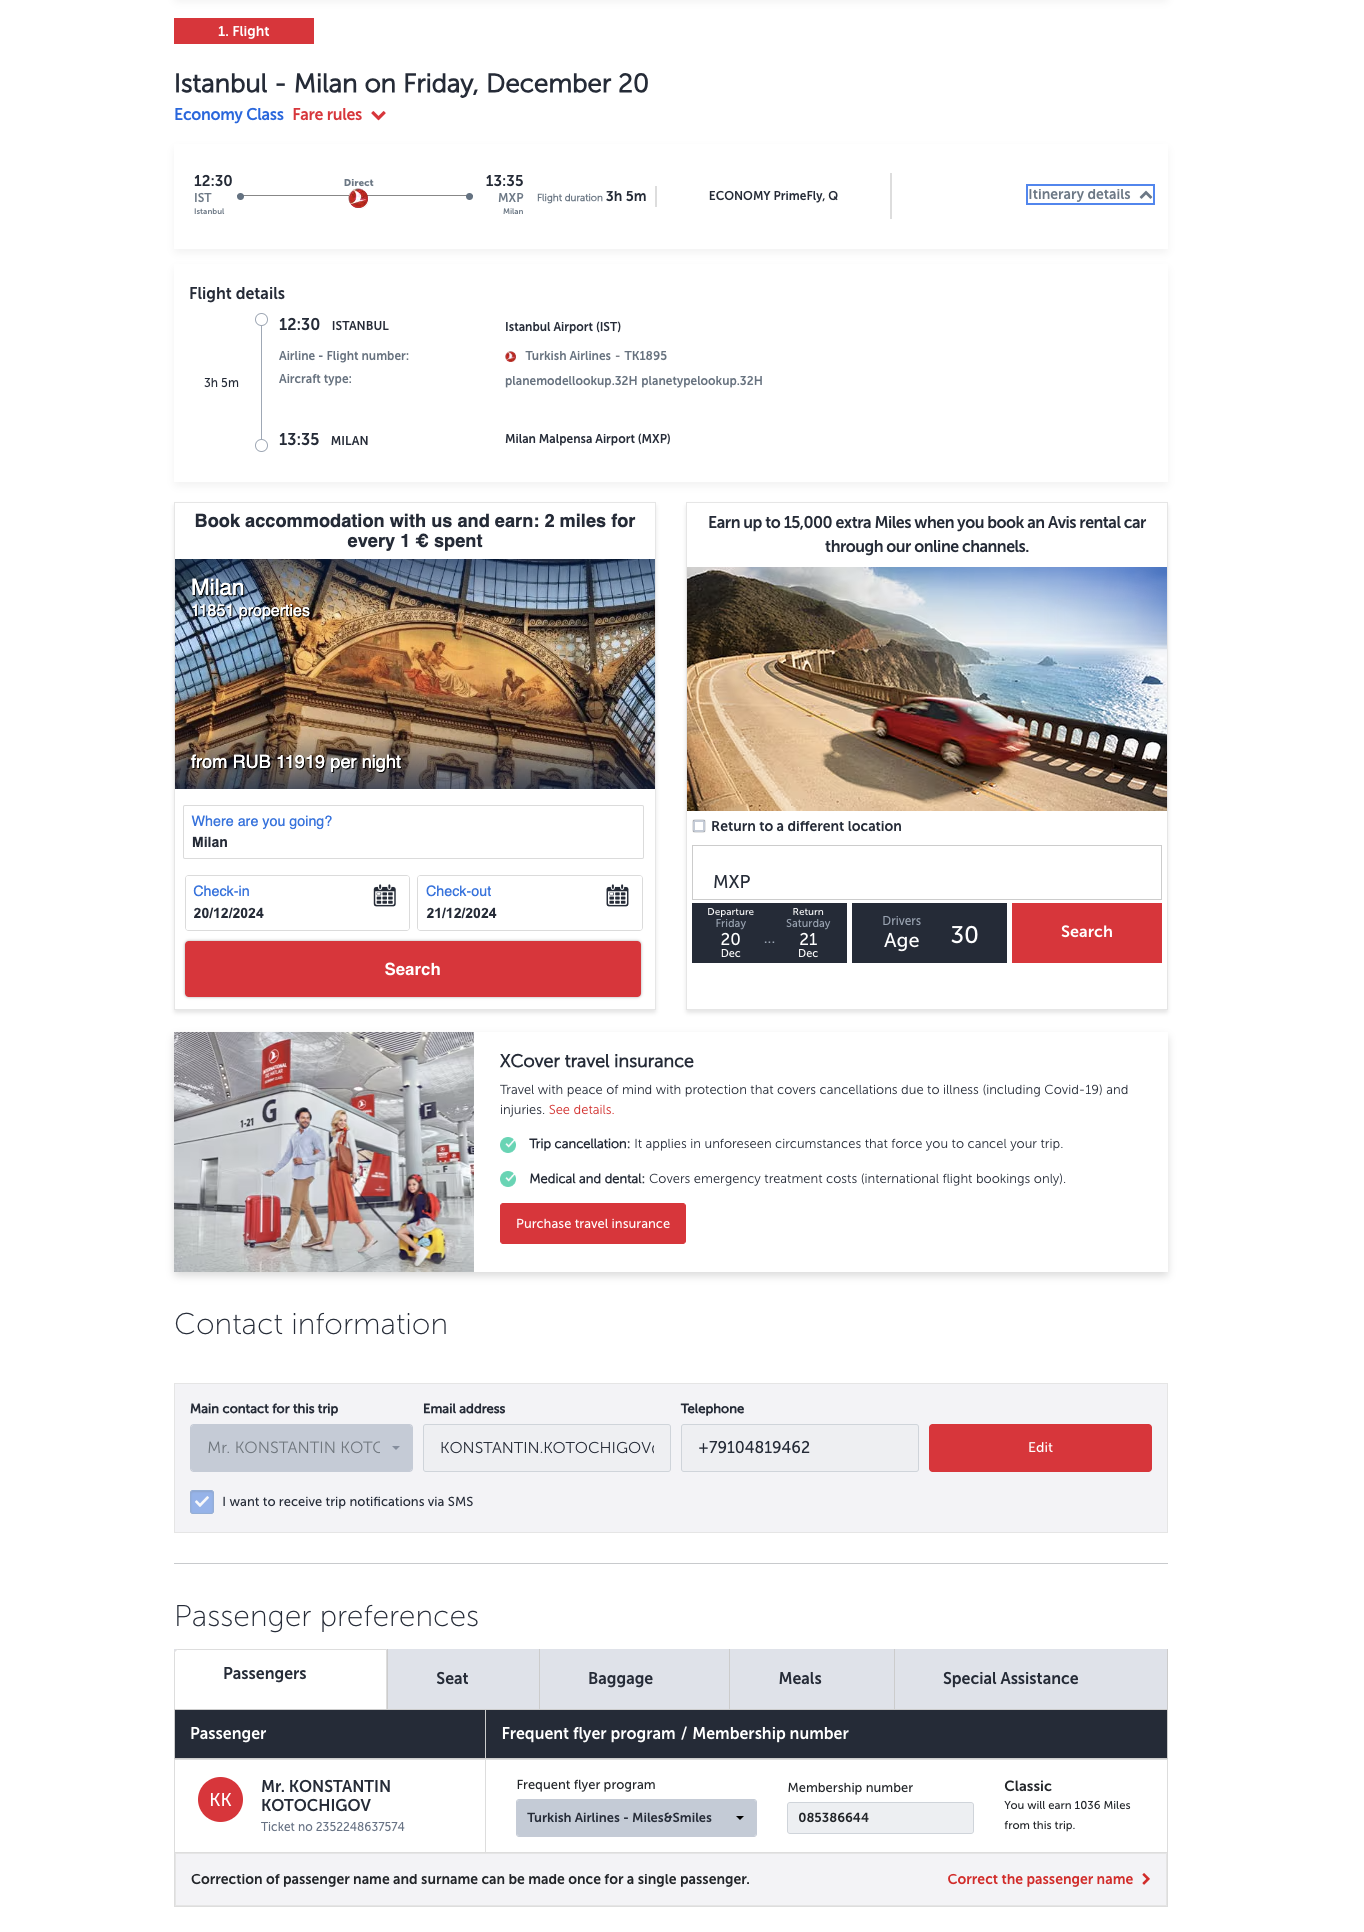 1. Flight
Istanbul - Milan on Friday, December 20
Economy Class Fare rules
12:30
IST
Istanbul
Direct
13:35
MXP
Milan
Flight duration 3h 5m
ECONOMY PrimeFly, Q
Itinerary details
Flight details
12:30 ISTANBUL
Istanbul Airport (IST)
Airline - Flight number:
Turkish Airlines - TK1895
Aircraft type:
planemodellookup.32H planetypelookup.32H
3h 5m
13:35 MILAN
Milan Malpensa Airport (MXP)
Book accommodation with us and earn: 2 miles for
every 1 € spent
Milan
11851 properties
from RUB 11919 per night
Where are you going?
Milan
Check-in
20/12/2024
Check-out
21/12/2024
Search
Earn up to 15,000 extra Miles when you book an Avis rental car
through our online channels.
Return to a different location
MXP
Departure
Friday
20
Dec
...
Return
Saturday
21
Dec
Drivers
Age
30
Search
G
1-21
F
F
XCover travel insurance
Travel with peace of mind with protection that covers cancellations due to illness (including Covid-19) and
injuries. See details.
Trip cancellation: It applies in unforeseen circumstances that force you to cancel your trip.
Medical and dental: Covers emergency treatment costs (international flight bookings only).
Purchase travel insurance
Contact information
Main contact for this trip
Mr. KONSTANTIN KOTC
Email address
KONSTANTIN.KOTOCHIGOV
Telephone
+79104819462
Edit
I want to receive trip notifications via SMS
Passenger preferences
Passengers
Seat
Baggage
Meals
Special Assistance
Passenger
Frequent flyer program / Membership number
KK
Mr. KONSTANTIN
KOTOCHIGOV
Ticket no 2352248637574
Frequent flyer program
Turkish Airlines - Miles&Smiles
Membership number
085386644
Classic
You will earn 1036 Miles
from this trip.
Correction of passenger name and surname can be made once for a single passenger.
Correct the passenger name